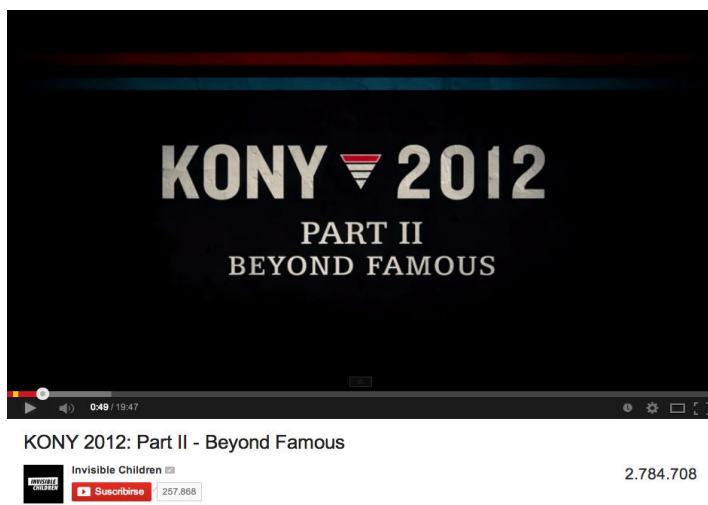 KONY 2012
PART II
BEYOND FAMOUS
0:49 / 19:47
KONY 2012: Part II - Beyond Famous
INVISIBLE
CHILDREN
Invisible Children
Suscribirse 257.868
2.784.708